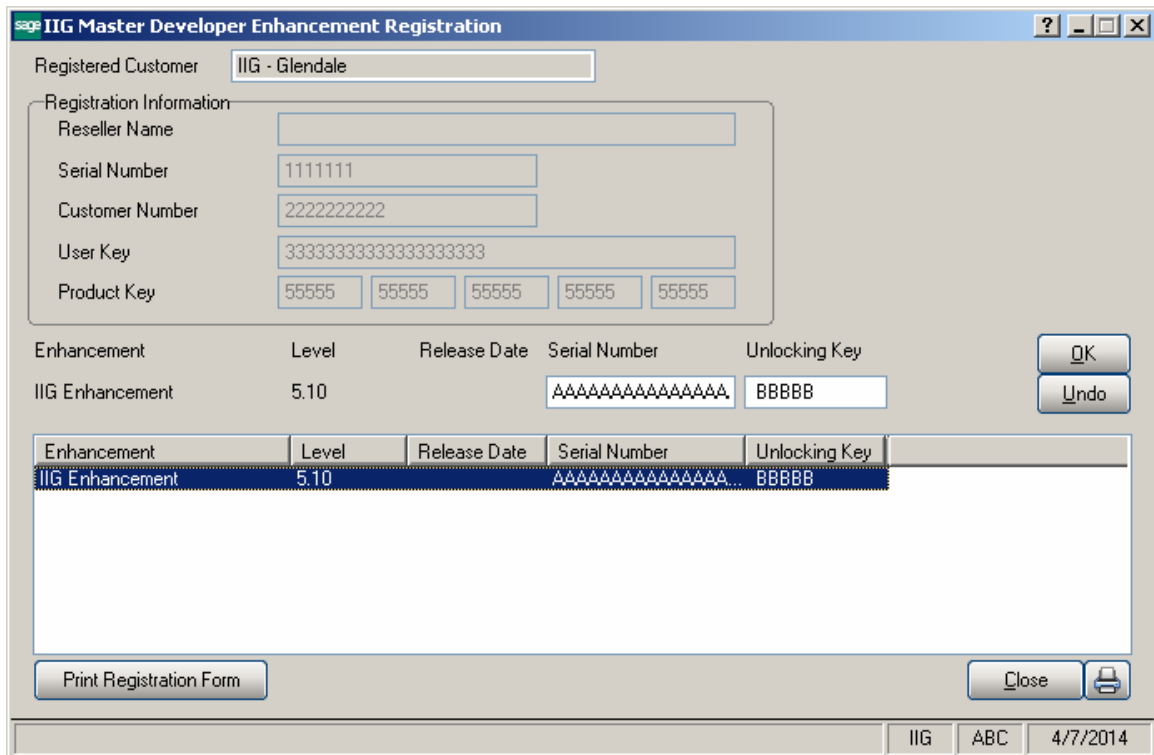 sage IIG Master Developer Enhancement Registration ?
Registered Customer IIG - Glendale
Registration Information
Reseller Name
Serial Number 1111111
Customer Number 2222222222
User Key 33333333333333333333
Product Key 55555 55555 55555 55555 55555
Enhancement Level Release Date Serial Number Unlocking Key OK
IIG Enhancement 5.10 AAAAAAAAAAAAAAA BBBBB Undo
Enhancement Level Release Date Serial Number Unlocking Key
IIG Enhancement 5.10 AAAAAAAAAAAAAAA... BBBBB
Print Registration Form Close
IIG ABC 4/7/2014